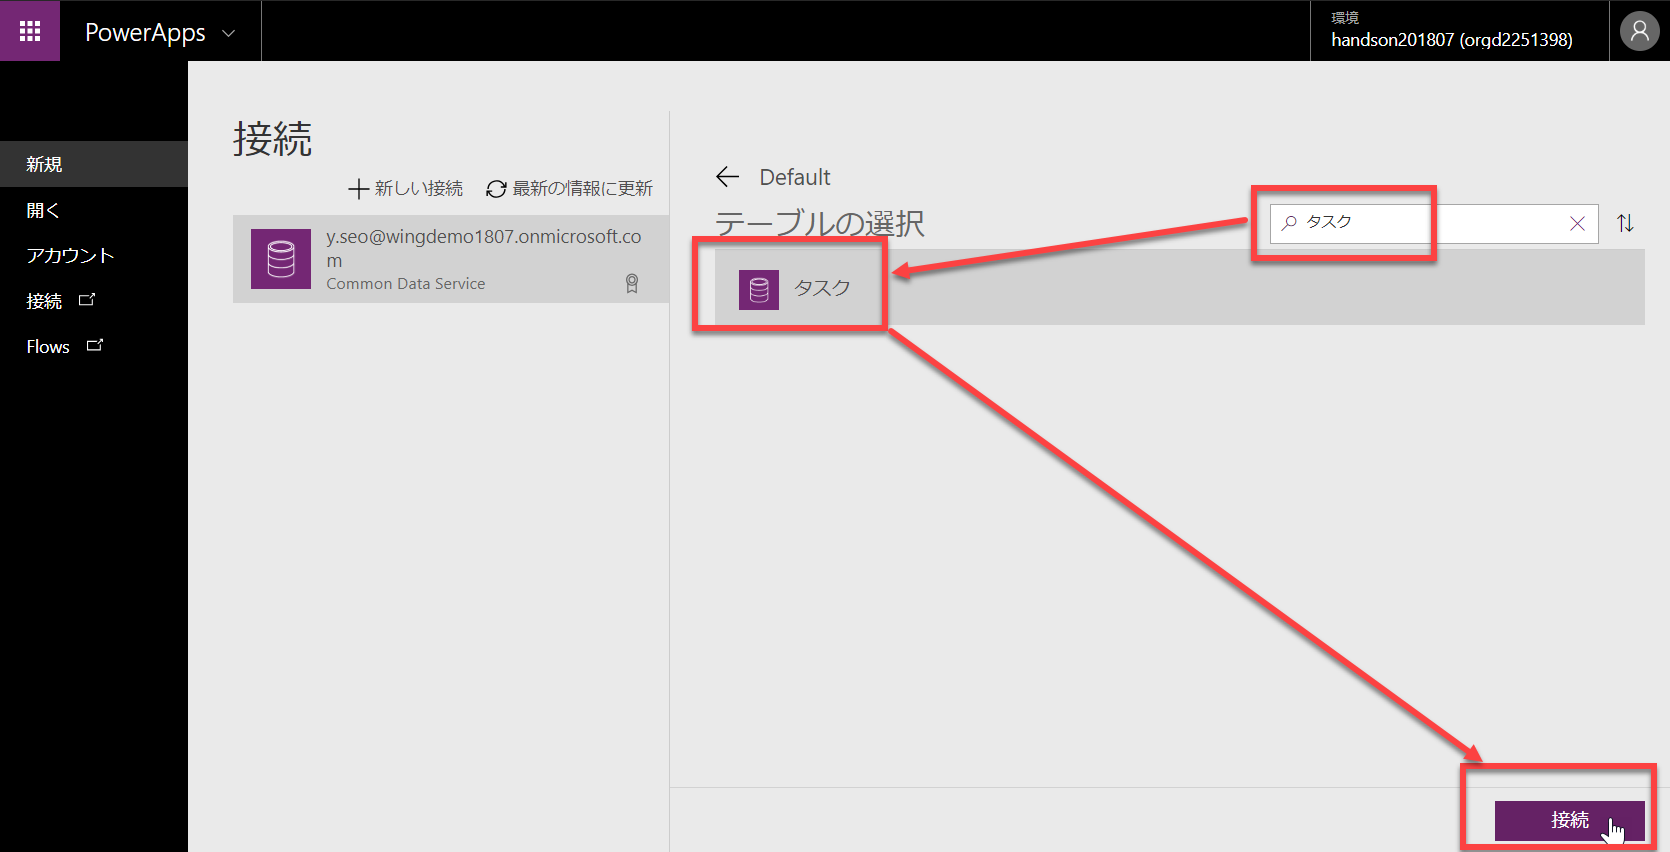 PowerApps
環境
handson201807 (orgd2251398)
新規
開く
アカウント
接続
Flows
接続
新しい接続
最新の情報に更新
y.seo@wingdemo1807.onmicrosoft.co
m
Common Data Service
Default
テーブルの選択
タスク
タスク
接続